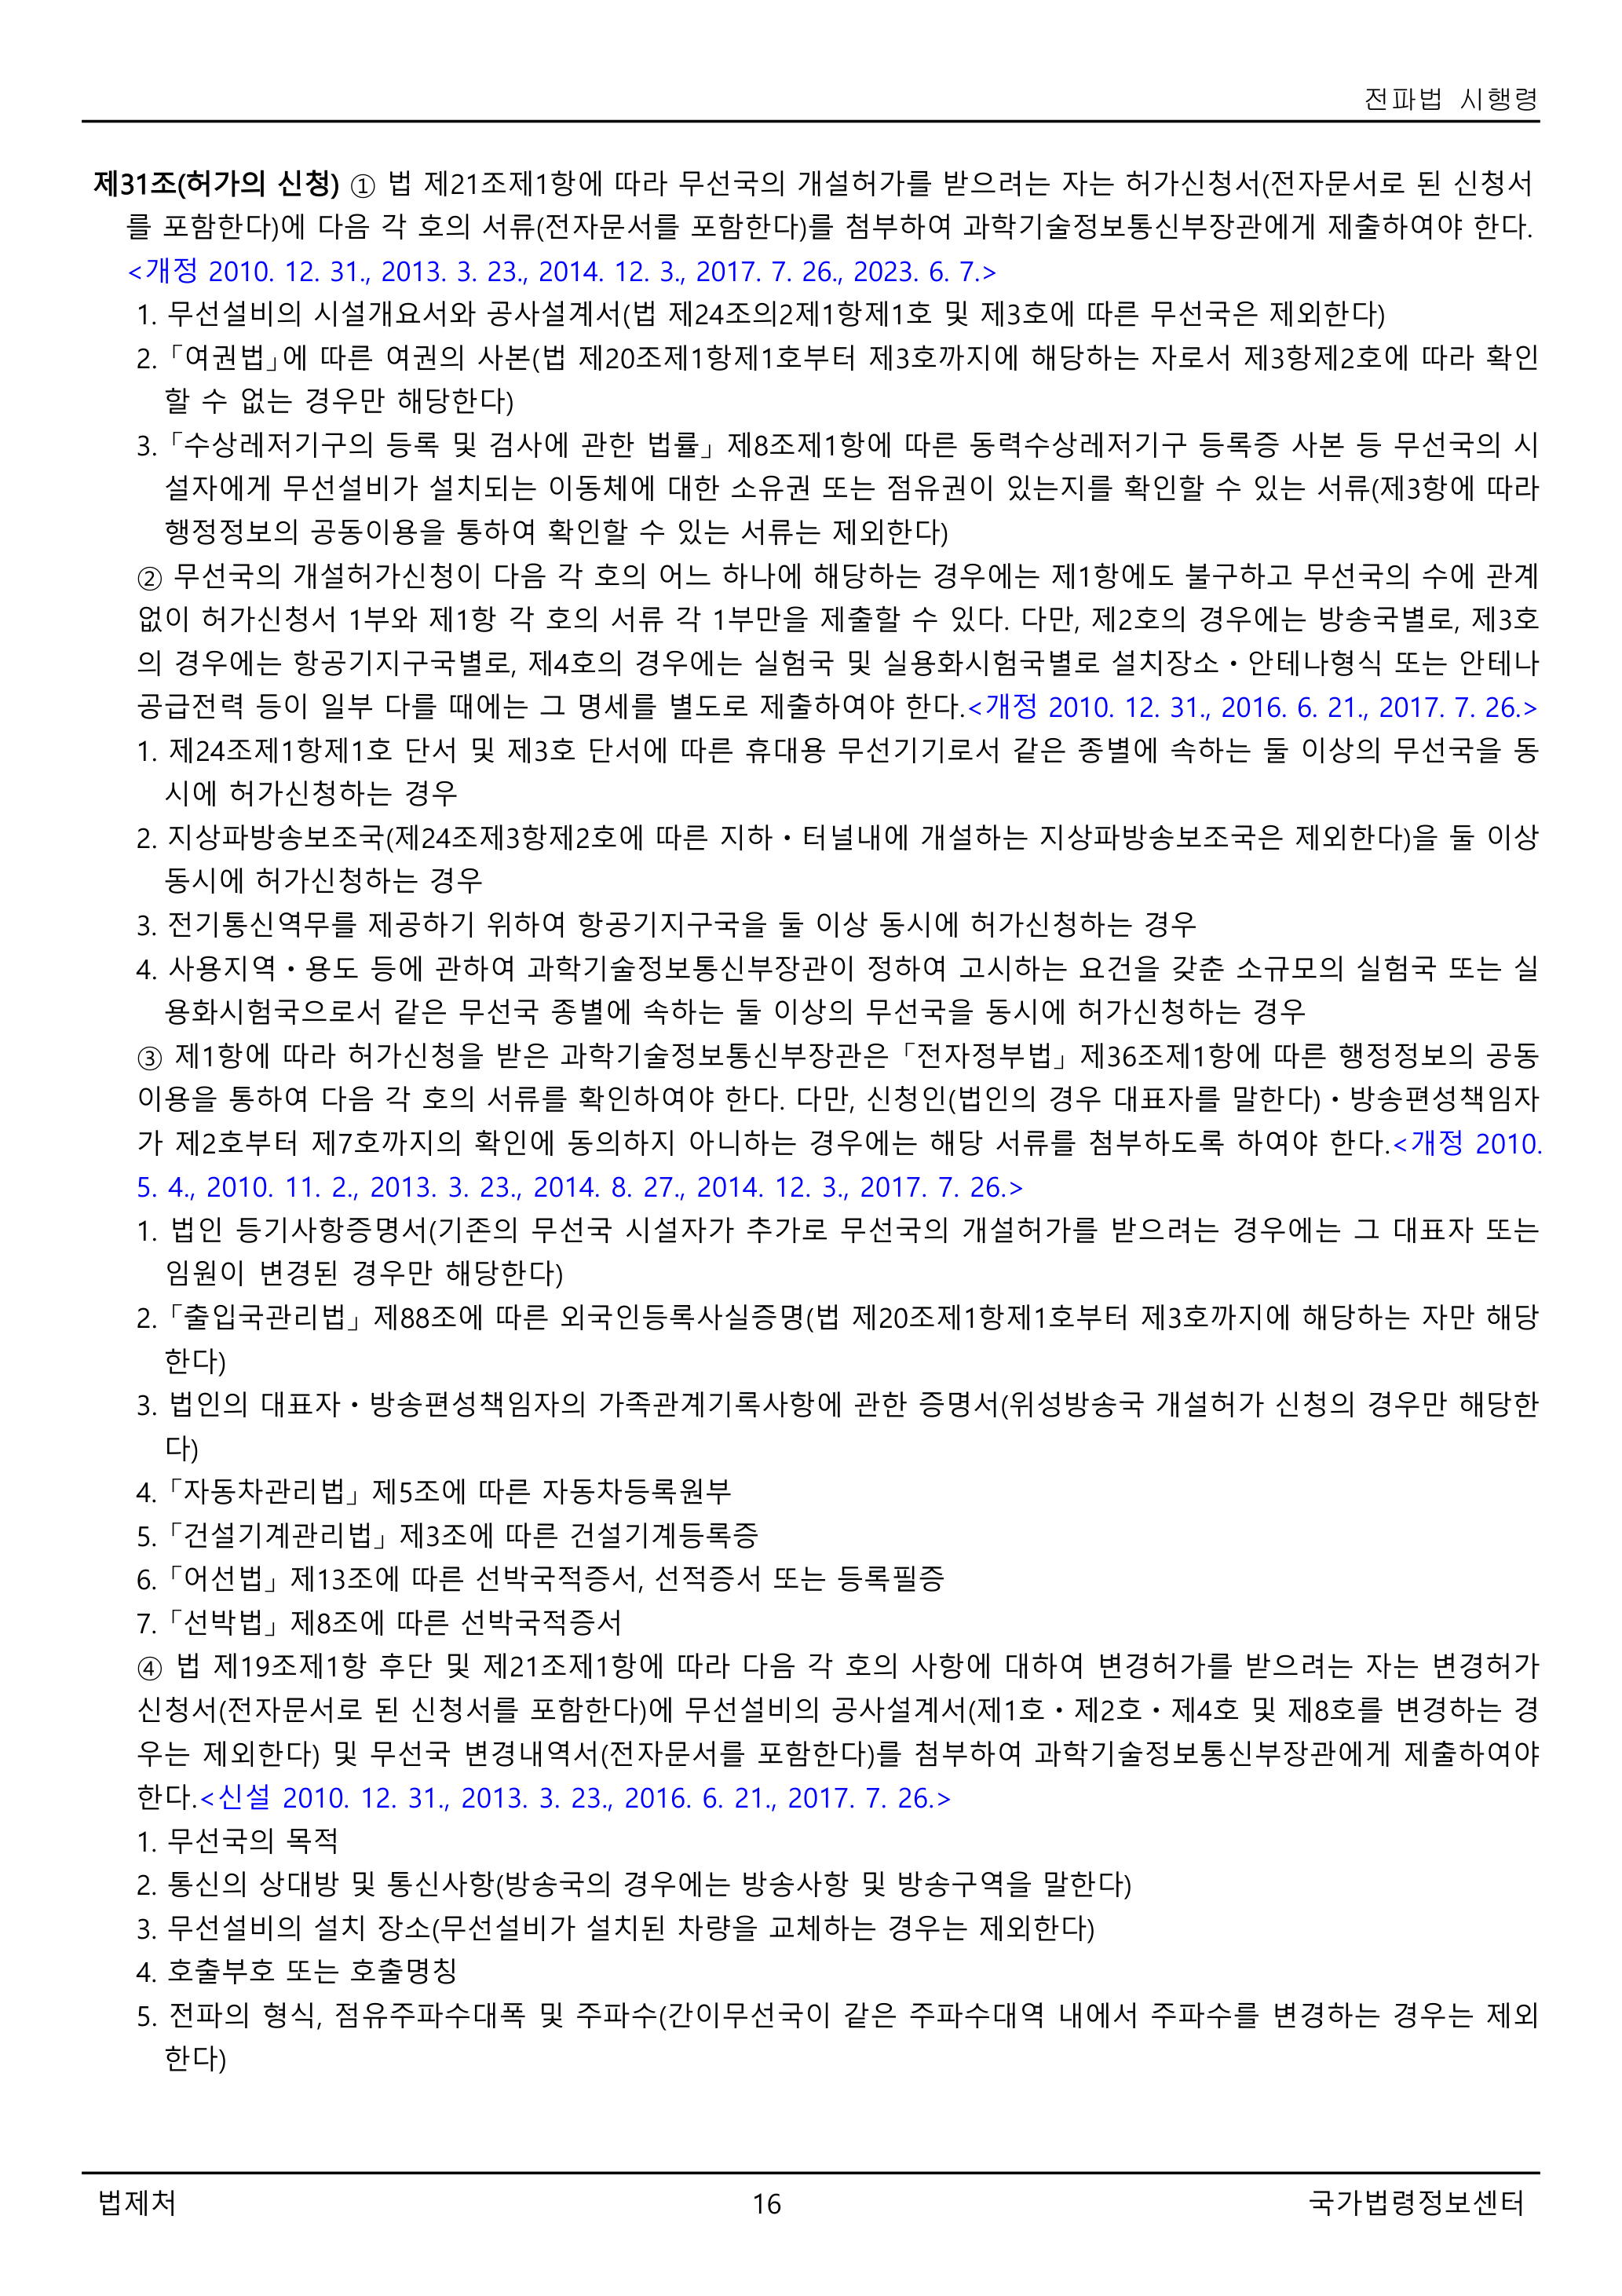 전파법 시행령
제31조(허가의 신청) ① 법 제21조제1항에 따라 무선국의 개설허가를 받으려는 자는 허가신청서(전자문서로 된 신청서
를 포함한다)에 다음 각 호의 서류(전자문서를 포함한다)를 첨부하여 과학기술정보통신부장관에게 제출하여야 한다.
<개정 2010. 12. 31., 2013. 3. 23., 2014. 12. 3., 2017. 7. 26., 2023. 6. 7.>
1. 무선설비의 시설개요서와 공사설계서(법 제24조의2제1항제1호 및 제3호에 따른 무선국은 제외한다)
2. 「여권법」에 따른 여권의 사본(법 제20조제1항제1호부터 제3호까지에 해당하는 자로서 제3항제2호에 따라 확인
할 수 없는 경우만 해당한다)
3. 「수상레저기구의 등록 및 검사에 관한 법률」 제8조제1항에 따른 동력수상레저기구 등록증 사본 등 무선국의 시
설자에게 무선설비가 설치되는 이동체에 대한 소유권 또는 점유권이 있는지를 확인할 수 있는 서류(제3항에 따라
행정정보의 공동이용을 통하여 확인할 수 있는 서류는 제외한다)
② 무선국의 개설허가신청이 다음 각 호의 어느 하나에 해당하는 경우에는 제1항에도 불구하고 무선국의 수에 관계
없이 허가신청서 1부와 제1항 각 호의 서류 각 1부만을 제출할 수 있다. 다만, 제2호의 경우에는 방송국별로, 제3호
의 경우에는 항공기지구국별로, 제4호의 경우에는 실험국 및 실용화시험국별로 설치장소ㆍ안테나형식 또는 안테나
공급전력 등이 일부 다를 때에는 그 명세를 별도로 제출하여야 한다.<개정 2010. 12. 31., 2016. 6. 21., 2017. 7. 26.>
1. 제24조제1항제1호 단서 및 제3호 단서에 따른 휴대용 무선기기로서 같은 종별에 속하는 둘 이상의 무선국을 동
시에 허가신청하는 경우
2. 지상파방송보조국(제24조제3항제2호에 따른 지하ㆍ터널내에 개설하는 지상파방송보조국은 제외한다)을 둘 이상
동시에 허가신청하는 경우
3. 전기통신역무를 제공하기 위하여 항공기지구국을 둘 이상 동시에 허가신청하는 경우
4. 사용지역ㆍ용도 등에 관하여 과학기술정보통신부장관이 정하여 고시하는 요건을 갖춘 소규모의 실험국 또는 실
용화시험국으로서 같은 무선국 종별에 속하는 둘 이상의 무선국을 동시에 허가신청하는 경우
③ 제1항에 따라 허가신청을 받은 과학기술정보통신부장관은 「전자정부법」 제36조제1항에 따른 행정정보의 공동
이용을 통하여 다음 각 호의 서류를 확인하여야 한다. 다만, 신청인(법인의 경우 대표자를 말한다)ㆍ방송편성책임자
가 제2호부터 제7호까지의 확인에 동의하지 아니하는 경우에는 해당 서류를 첨부하도록 하여야 한다.<개정 2010.
5. 4., 2010. 11. 2., 2013. 3. 23., 2014. 8. 27., 2014. 12. 3., 2017. 7. 26.>
1. 법인 등기사항증명서(기존의 무선국 시설자가 추가로 무선국의 개설허가를 받으려는 경우에는 그 대표자 또는
임원이 변경된 경우만 해당한다)
2. 「출입국관리법」 제88조에 따른 외국인등록사실증명(법 제20조제1항제1호부터 제3호까지에 해당하는 자만 해당
한다)
3. 법인의 대표자ㆍ방송편성책임자의 가족관계기록사항에 관한 증명서(위성방송국 개설허가 신청의 경우만 해당한
다)
4. 「자동차관리법」 제5조에 따른 자동차등록원부
5. 「건설기계관리법」 제3조에 따른 건설기계등록증
6. 「어선법」 제13조에 따른 선박국적증서, 선적증서 또는 등록필증
7. 「선박법」 제8조에 따른 선박국적증서
④ 법 제19조제1항 후단 및 제21조제1항에 따라 다음 각 호의 사항에 대하여 변경허가를 받으려는 자는 변경허가
신청서(전자문서로 된 신청서를 포함한다)에 무선설비의 공사설계서(제1호ㆍ제2호ㆍ제4호 및 제8호를 변경하는 경
우는 제외한다) 및 무선국 변경내역서(전자문서를 포함한다)를 첨부하여 과학기술정보통신부장관에게 제출하여야
한다.<신설 2010. 12. 31., 2013. 3. 23., 2016. 6. 21., 2017. 7. 26.>
1. 무선국의 목적
2. 통신의 상대방 및 통신사항(방송국의 경우에는 방송사항 및 방송구역을 말한다)
3. 무선설비의 설치 장소(무선설비가 설치된 차량을 교체하는 경우는 제외한다)
4. 호출부호 또는 호출명칭
5. 전파의 형식, 점유주파수대폭 및 주파수(간이무선국이 같은 주파수대역 내에서 주파수를 변경하는 경우는 제외
한다)
법제처 16 국가법령정보센터